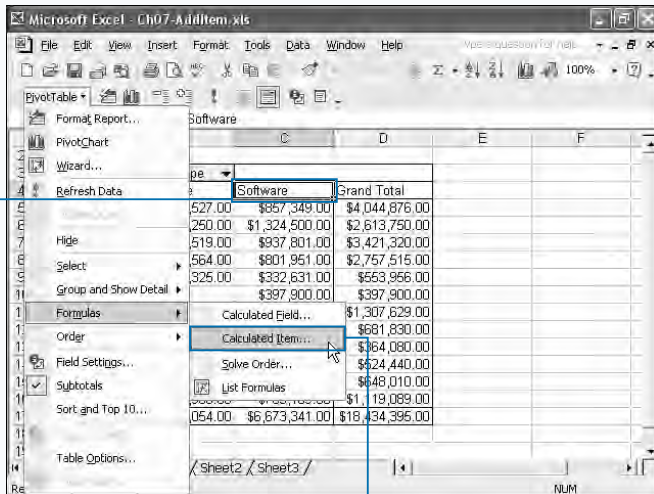 Microsoft Excel - Ch07-AddItem.xls
File Edit View Insert Format Tools Data Window Help
100%
PivotTable
Format Report... Software
PivotChart C D E F
Wizard... pe
Refresh Data Software Grand Total
,527.00 $857,349.00 $4,044,876.00
,250.00 $1,324,500.00 $2,613,750.00
Hide ,519.00 $937,801.00 $3,421,320.00
Select ,564.00 $801,951.00 $2,757,515.00
,325.00 $332,631.00 $553,956.00
Group and Show Detail $397,900.00 $397,900.00
Formulas Calculated Field... $1,307,629.00
$681,830.00
Order Calculated Item... $364,080.00
Field Settings... Solve Order... $524,440.00
Subtotals List Formulas $648,010.00
$1,119,089.00
Sort and Top 10... ,054.00 $6,673,341.00 $18,434,395.00
Table Options...
Sheet2 / Sheet3 /
Re NUM